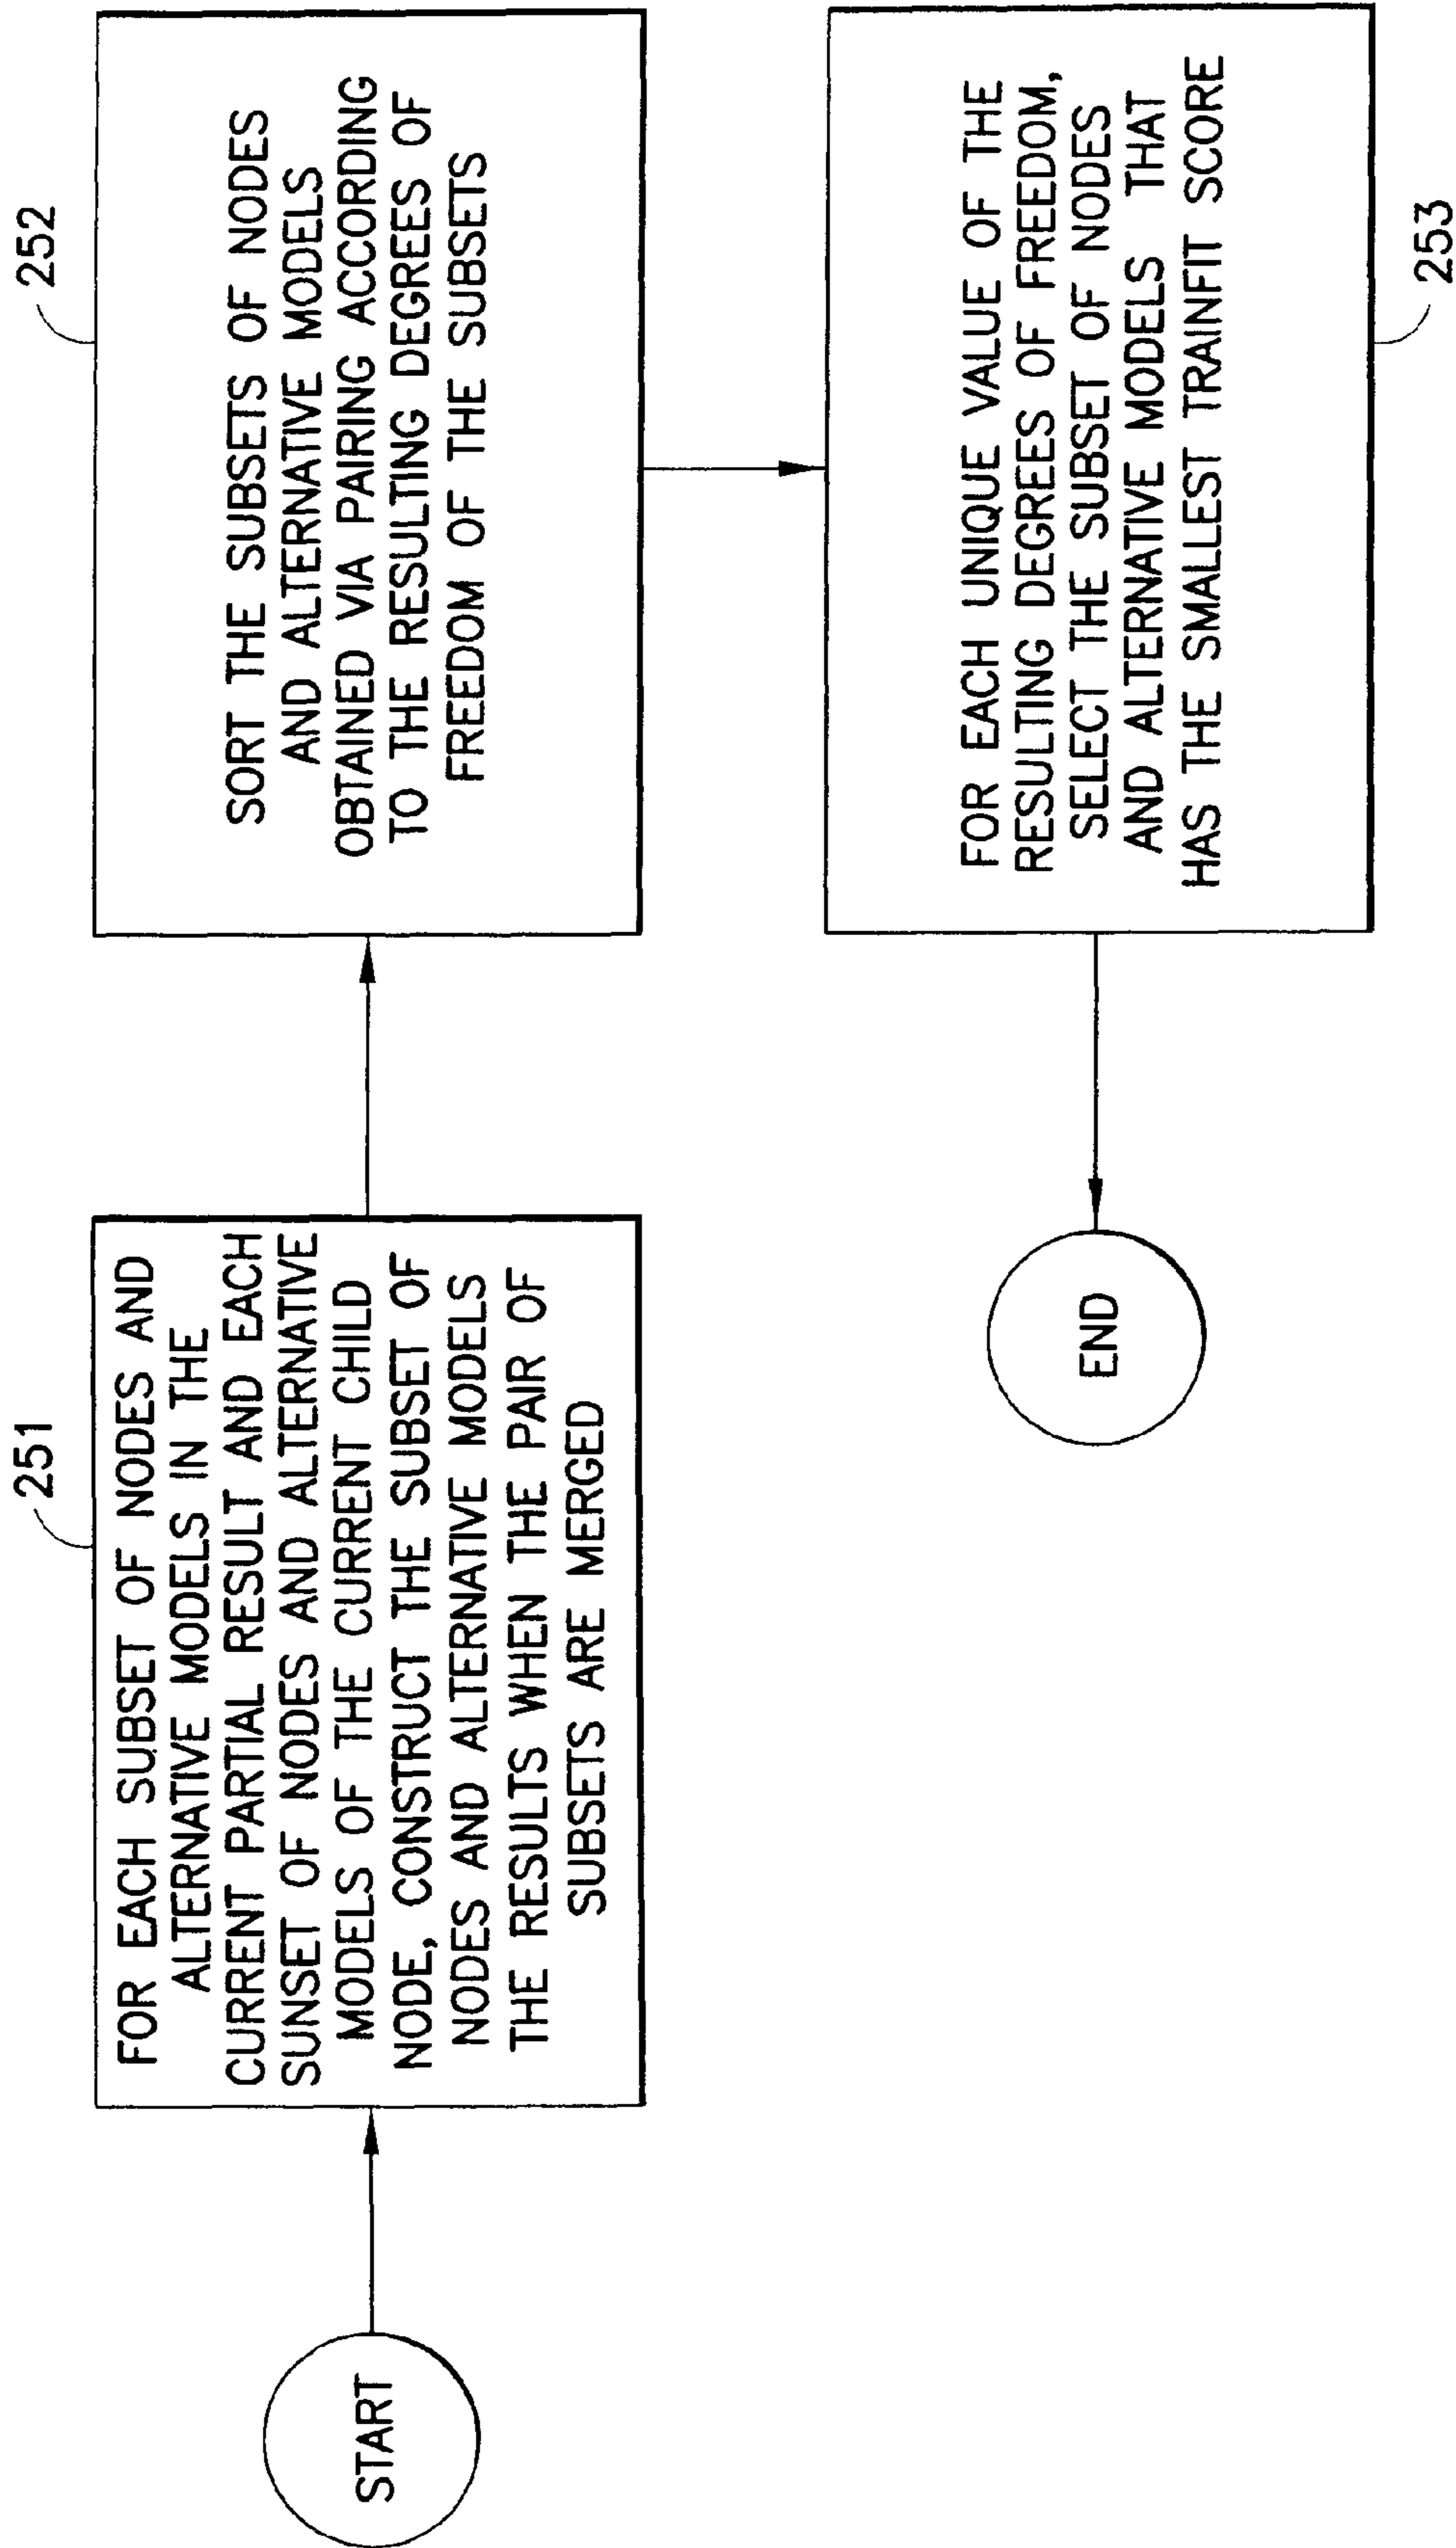 START
251
FOR EACH SUBSET OF NODES AND
ALTERNATIVE MODELS IN THE
CURRENT PARTIAL RESULT AND EACH
SUNSET OF NODES AND ALTERNATIVE
MODELS OF THE CURRENT CHILD
NODE, CONSTRUCT THE SUBSET OF
NODES AND ALTERNATIVE MODELS
THE RESULTS WHEN THE PAIR OF
SUBSETS ARE MERGED
252
SORT THE SUBSETS OF NODES
AND ALTERNATIVE MODELS
OBTAINED VIA PAIRING ACCORDING
TO THE RESULTING DEGREES OF
FREEDOM OF THE SUBSETS
FOR EACH UNIQUE VALUE OF THE
RESULTING DEGREES OF FREEDOM,
SELECT THE SUBSET OF NODES
AND ALTERNATIVE MODELS THAT
HAS THE SMALLEST TRAINFIT SCORE
253
END